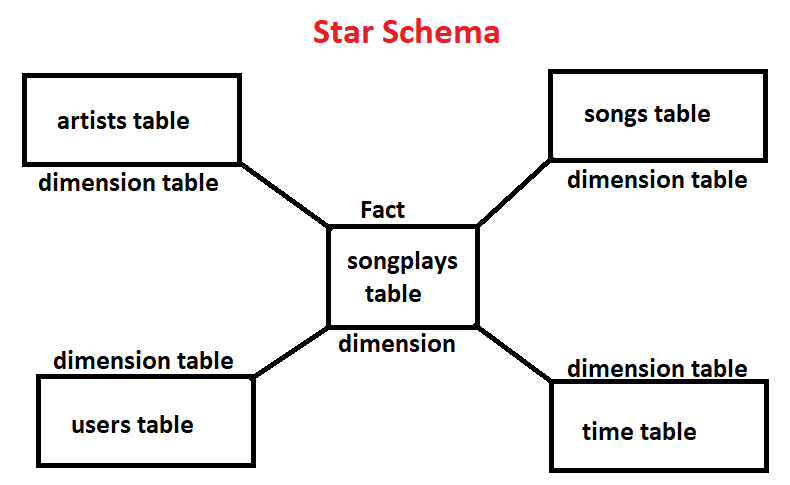 Star Schema
artists table
dimension table
songs table
dimension table
Fact
songplays
table
dimension
dimension table
users table
dimension table
time table